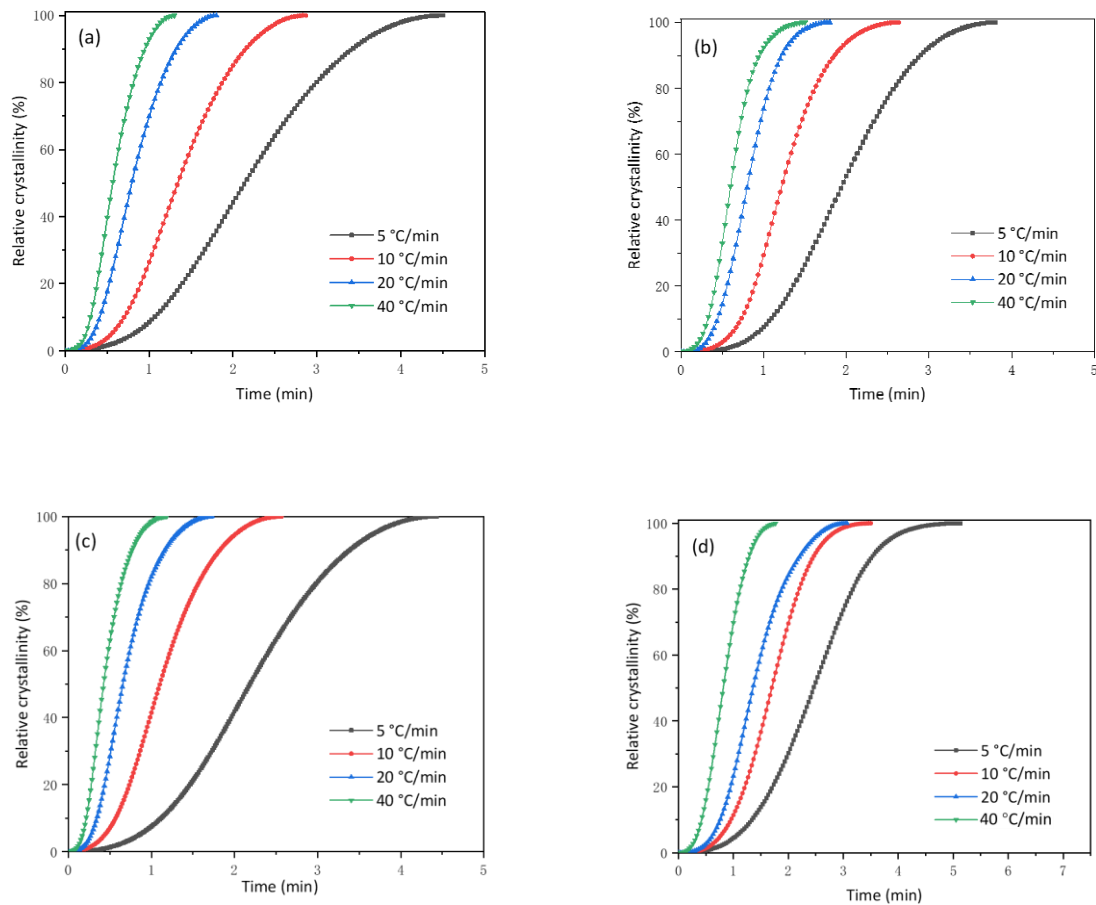 (a)
Relative crystallinity (%)
100
80
60
40
20
0
5 °C/min
10 °C/min
20 °C/min
40 °C/min
0 1 2 3 4 5
Time (min)
(b)
Relative crystallinity (%)
100
80
60
40
20
0
5 °C/min
10 °C/min
20 °C/min
40 °C/min
0 1 2 3 4 5
Time (min)
(c)
Relative crystallinity (%)
100
80
60
40
20
0
5 °C/min
10 °C/min
20 °C/min
40 °C/min
0 1 2 3 4 5
Time (min)
(d)
Relative crystallinity (%)
100
80
60
40
20
0
5 °C/min
10 °C/min
20 °C/min
40 °C/min
0 1 2 3 4 5 6 7
Time (min)